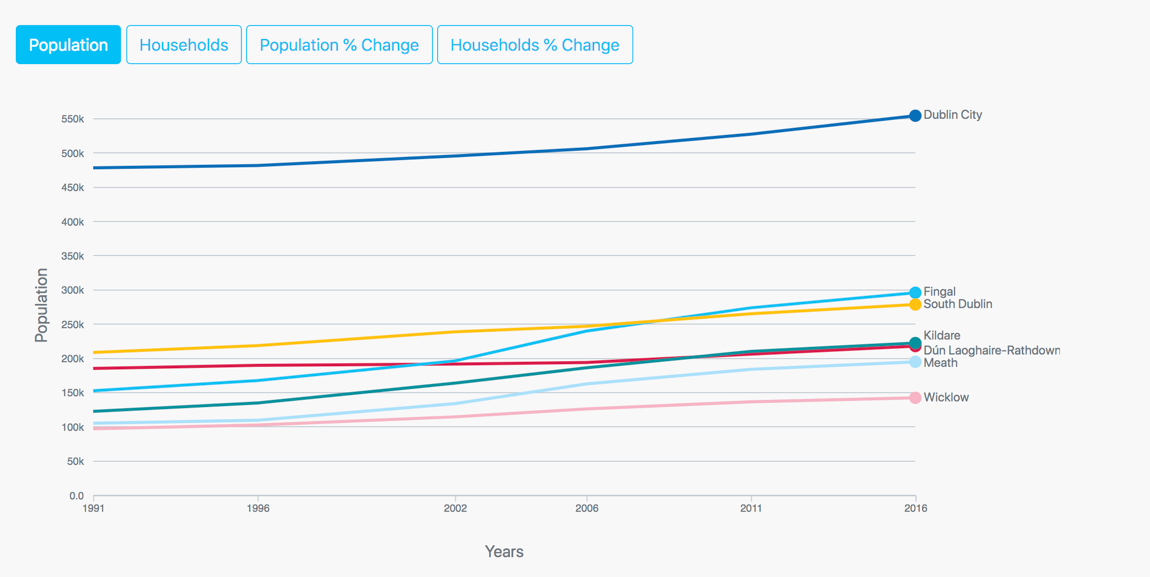 Population Households Population % Change Households % Change
550k
Dublin City
500k
450k
400k
350k
Population
300k
Fingal
South Dublin
250k
Kildare
Dún Laoghaire-Rathdown
200k
Meath
150k
Wicklow
100k
50k
0.0
1991 1996 2002 2006 2011 2016
Years